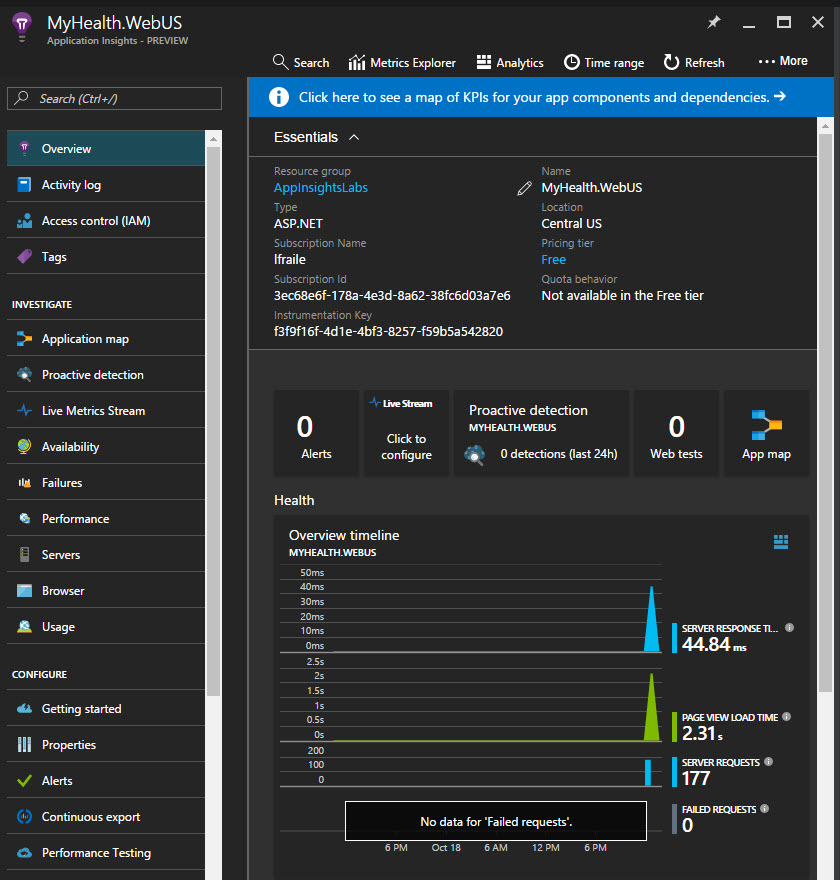 MyHealth.WebUS
Application Insights - PREVIEW
Search Metrics Explorer Analytics Time range Refresh More
Search (Ctrl+/)
Overview
Activity log
Access control (IAM)
Tags
INVESTIGATE
Application map
Proactive detection
Live Metrics Stream
Availability
Failures
Performance
Servers
Browser
Usage
CONFIGURE
Getting started
Properties
Alerts
Continuous export
Performance Testing
Click here to see a map of KPIs for your app components and dependencies. →
Essentials
Resource group
AppInsightsLabs
Type
ASP.NET
Subscription Name
lfraile
Subscription Id
3ec68e6f-178a-4e3d-8a62-38fc6d03a7e6
Instrumentation Key
f3f9f16f-4d1e-4bf3-8257-f59b5a542820
Name
MyHealth.WebUS
Location
Central US
Pricing tier
Free
Quota behavior
Not available in the Free tier
0
Alerts
Live Stream
Click to
configure
Proactive detection
MYHEALTH.WEBUS
0 detections (last 24h)
0
Web tests
App map
Health
Overview timeline
MYHEALTH.WEBUS
50ms
40ms
30ms
20ms
10ms
0ms
SERVER RESPONSE TI...
44.84 ms
2.5s
2s
1.5s
1s
0.5s
0s
PAGE VIEW LOAD TIME
2.31 s
200
100
0
SERVER REQUESTS
177
No data for 'Failed requests'.
FAILED REQUESTS
0
6 PM Oct 18 6 AM 12 PM 6 PM